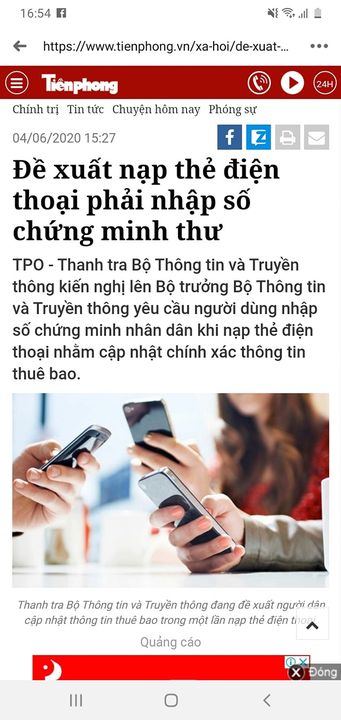 16:54
https://www.tienphong.vn/xa-hoi/de-xuat-...
Tiênphong
24H
Chính trị Tin tức Chuyện hôm nay Phóng sự
04/06/2020 15:27
Đề xuất nạp thẻ điện
thoại phải nhập số
chứng minh thư
TPO - Thanh tra Bộ Thông tin và Truyền
thông kiến nghị lên Bộ trưởng Bộ Thông tin
và Truyền thông yêu cầu người dùng nhập
số chứng minh nhân dân khi nạp thẻ điện
thoại nhằm cập nhật chính xác thông tin
thuê bao.
Thanh tra Bộ Thông tin và Truyền thông đang đề xuất người dân
cập nhật thông tin thuê bao trong một lần nạp thẻ điện thoại
Quảng cáo
Đóng